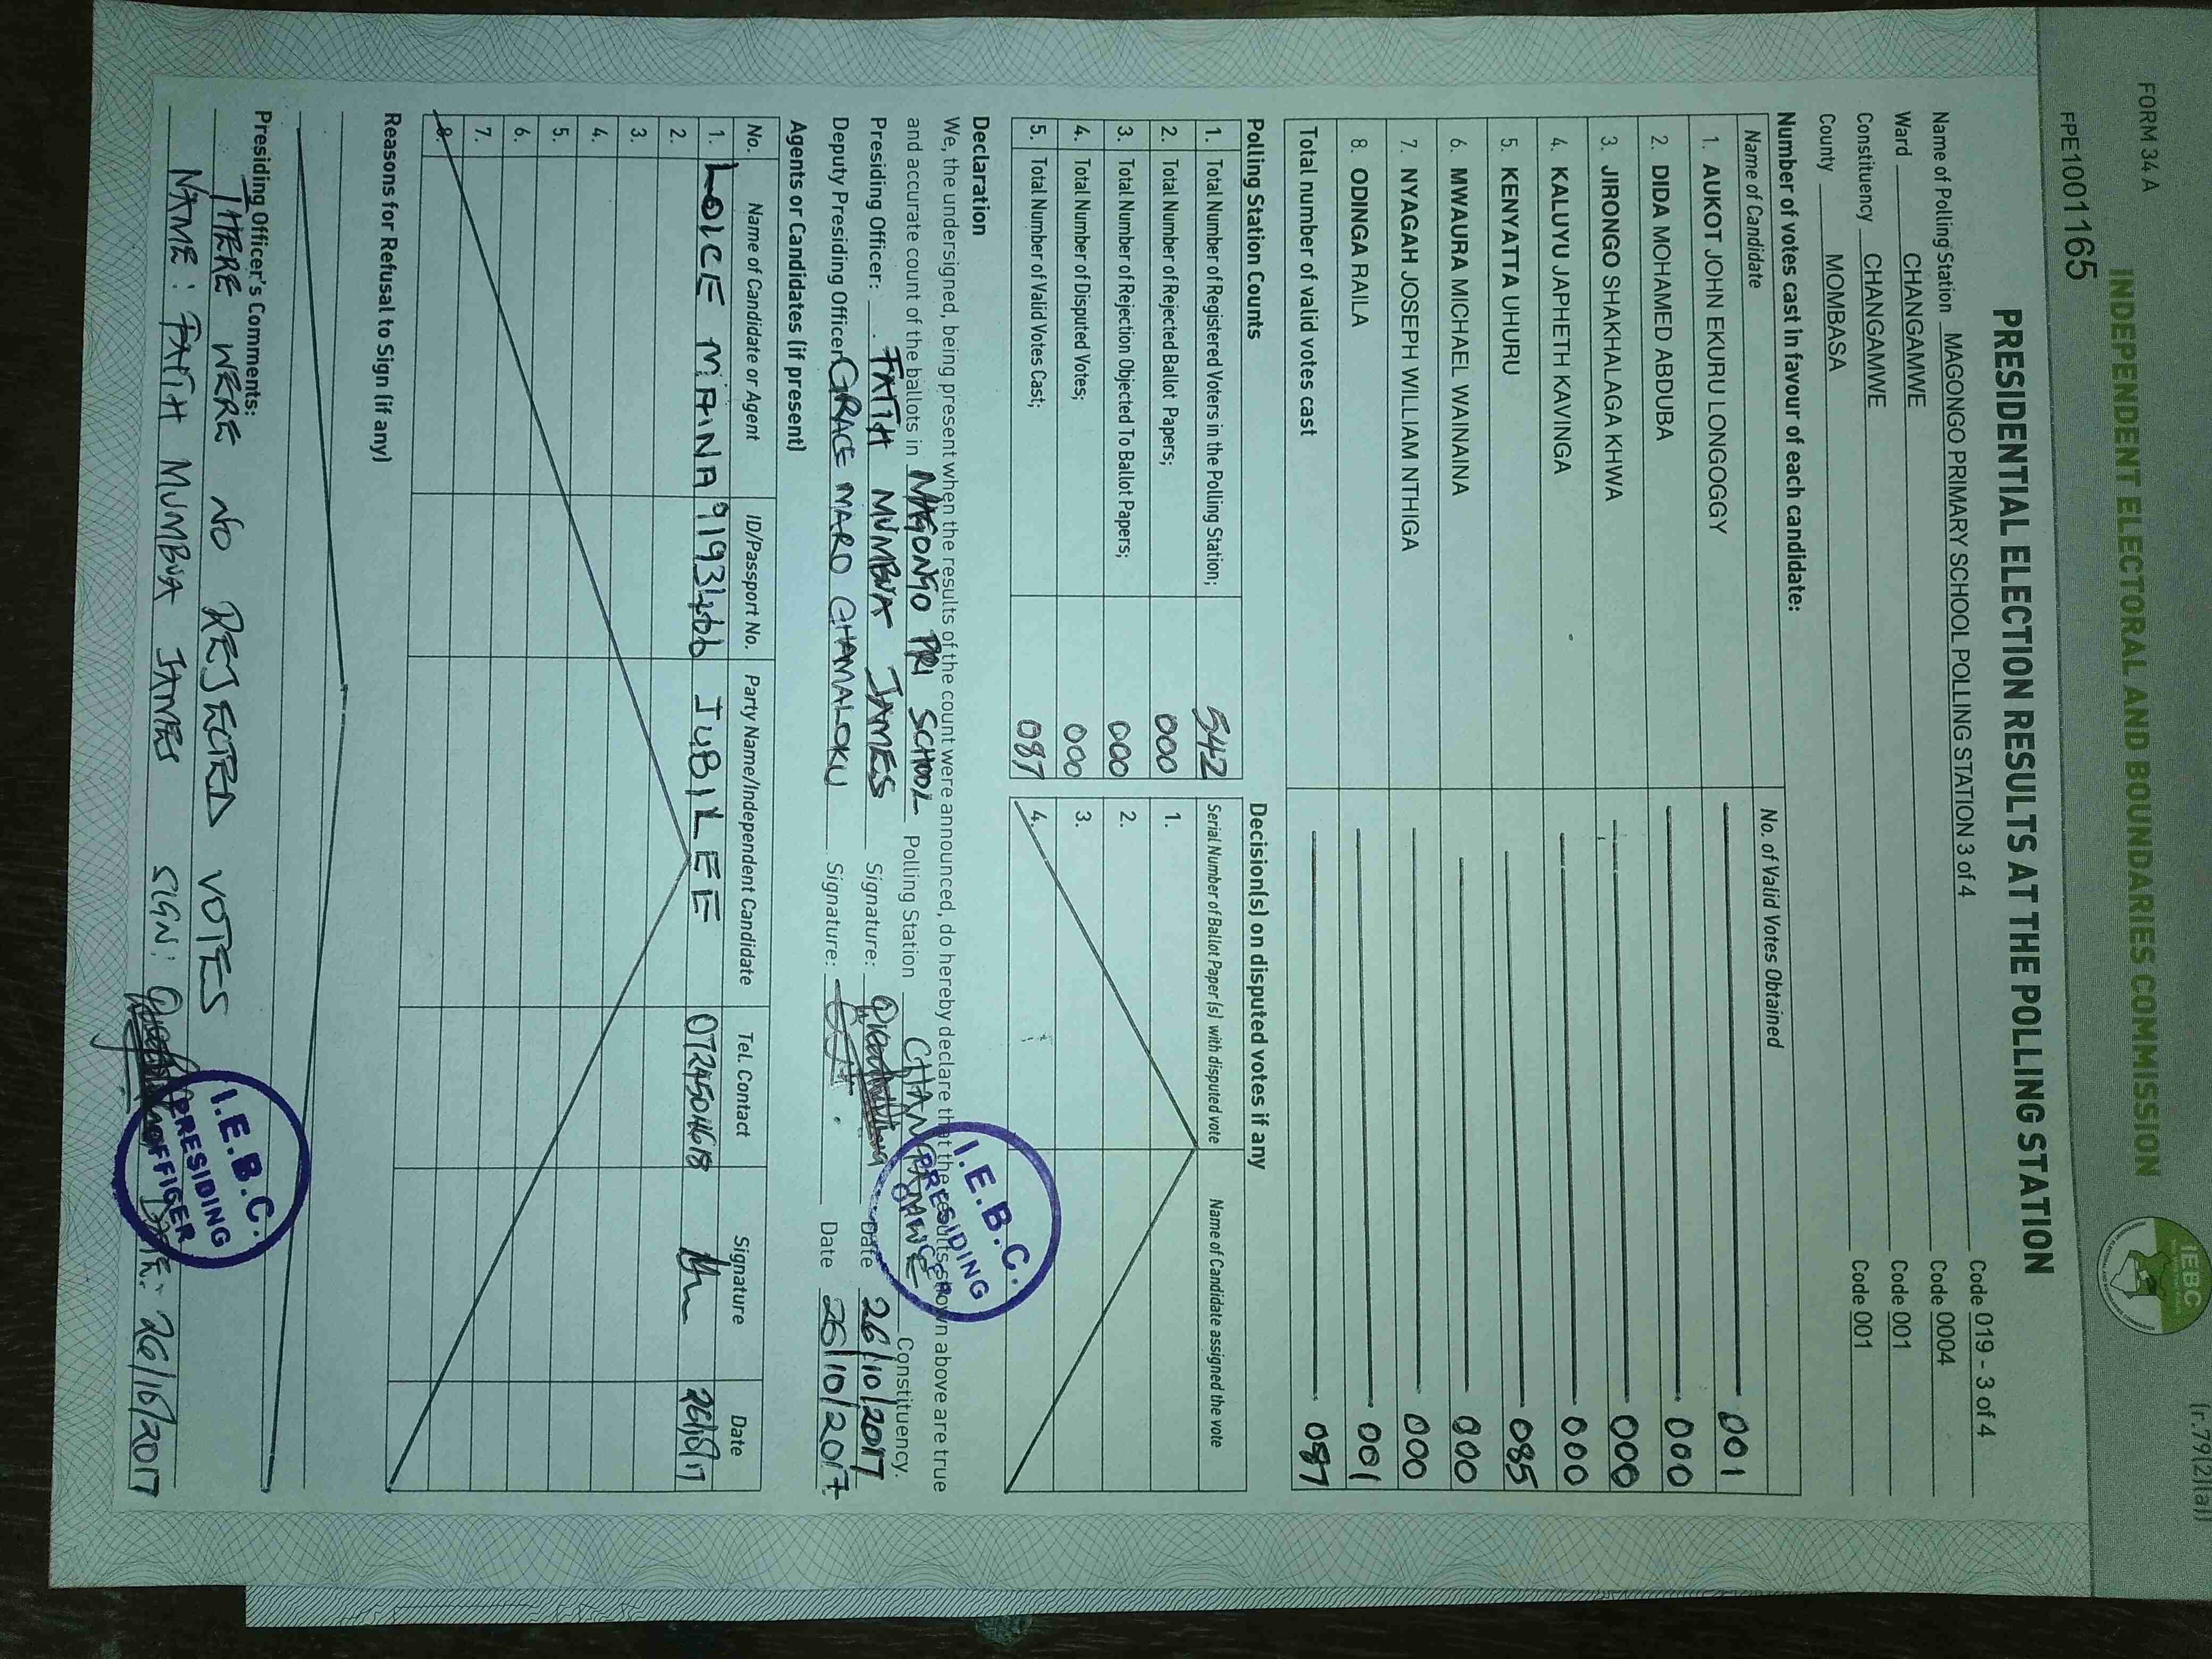 FORM 34 A
(r.79(2)(a))
INDEPENDENT ELECTORAL AND BOUNDARIES COMMISSION
IEBC
FPE1001165
PRESIDENTIAL ELECTION RESULTS AT THE POLLING STATION
Name of Polling Station MAGONGO PRIMARY SCHOOL POLLING STATION 3 of 4 Code 019 - 3 of 4
Ward CHANGAMWE Code 0004
Constituency CHANGAMWE Code 001
County MOMBASA Code 001
Number of votes cast in favour of each candidate:
Name of Candidate No. of Valid Votes Obtained
1. AUKOT JOHN EKURU LONGOGGY 001
2. DIDA MOHAMED ABDUBA 000
3. JIRONGO SHAKHALAGA KHWA 000
4. KALUYU JAPHETH KAVINGA 000
5. KENYATTA UHURU 085
6. MWAURA MICHAEL WAINAINA 000
7. NYAGAH JOSEPH WILLIAM NTHIGA 000
8. ODINGA RAILA 001
Total number of valid votes cast 087
Polling Station Counts Decision(s) on disputed votes if any
1. Total Number of Registered Voters in the Polling Station; 542 Serial Number of Ballot Paper(s) with disputed vote Name of Candidate assigned the vote
2. Total Number of Rejected Ballot Papers; 000 1.
3. Total Number of Rejection Objected To Ballot Papers; 000 2.
4. Total Number of Disputed Votes; 000 3.
5. Total Number of Valid Votes Cast; 087 4.
Declaration
We, the undersigned, being present when the results of the count were announced, do hereby declare that the results shown above are true
and accurate count of the ballots in MAGONGO PRI SCHOOL Polling Station CHANGAMWE Constituency.
Presiding Officer: FAITH MUMBUA JAMES Signature: Date 26/10/2017
Deputy Presiding Officer GRACE MARO CHAMALOKU Signature: Date 26/10/2017
I.E.B.C.
PRESIDING
Agents or Candidates (if present)
No. Name of Candidate or Agent ID/Passport No. Party Name/Independent Candidate Tel. Contact Signature Date
1. LOICE MAINA JUBILEE 26/10/17
2.
3.
4.
5.
6.
7.
8.
Reasons for Refusal to Sign (if any)
Presiding Officer's Comments:
THERE WERE NO REJECTED VOTES
NAME: FAITH MUMBUA JAMES SIGN: DATE: 26/10/2017
I.E.B.C.
PRESIDING
OFFICER